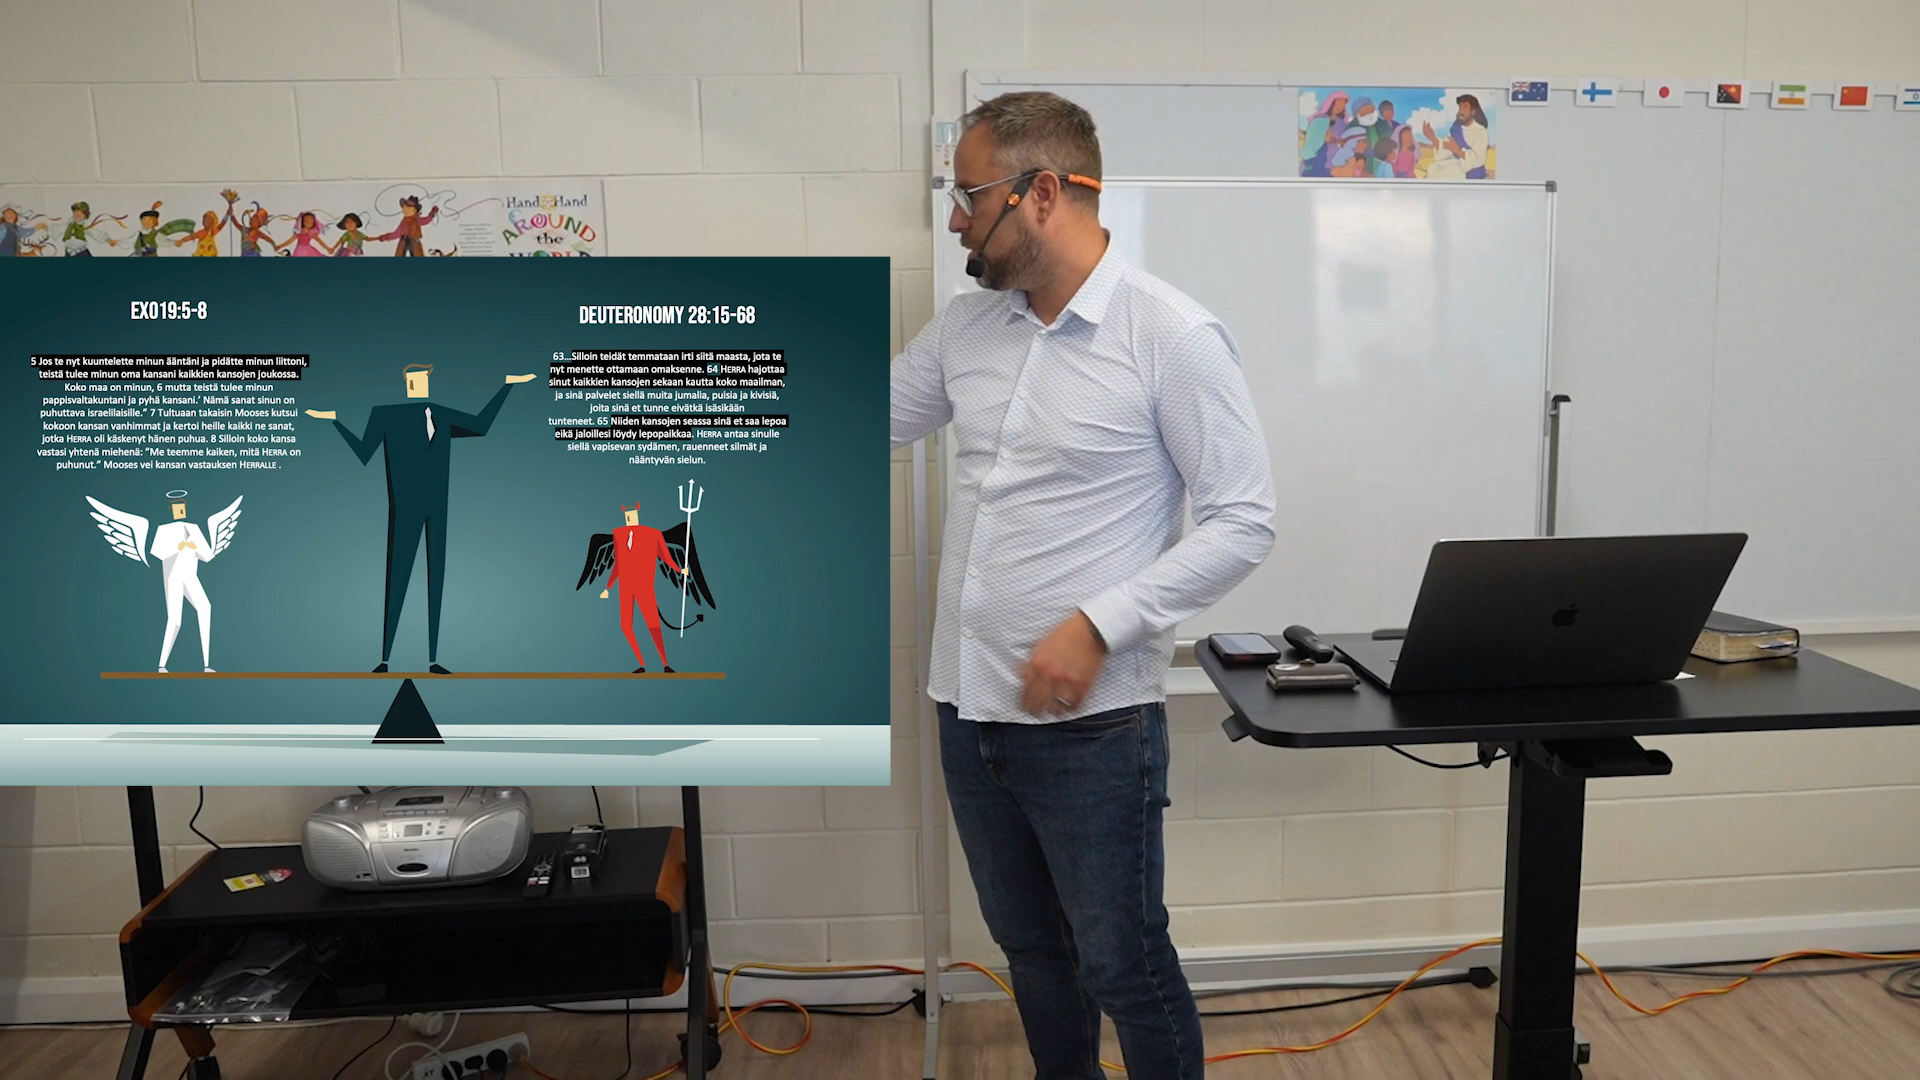 Hand in Hand
AROUND
the
WORLD
EXO19:5-8
5 Jos te nyt kuuntelette minun ääntäni ja pidätte minun liittoni,
teistä tulee minun oma kansani kaikkien kansojen joukossa.
Koko maa on minun, 6 mutta teistä tulee minun
pappisvaltakuntani ja pyhä kansani.’ Nämä sanat sinun on
puhuttava israelilaisille.” 7 Tultuaan takaisin Mooses kutsui
kokoon kansan vanhimmat ja kertoi heille kaikki ne sanat,
jotka HERRA oli käskenyt hänen puhua. 8 Silloin koko kansa
vastasi yhtenä miehenä: ”Me teemme kaiken, mitä HERRA on
puhunut.” Mooses vei kansan vastauksen HERRALLE .
DEUTERONOMY 28:15-68
63...Silloin teidät temmataan irti siitä maasta, jota te
nyt menette ottamaan omaksenne. 64 HERRA hajottaa
sinut kaikkien kansojen sekaan kautta koko maailman,
ja sinä palvelet siellä muita jumalia, puisia ja kivisiä,
joita sinä et tunne eivätkä isäsikään
tunteneet. 65 Niiden kansojen seassa sinä et saa lepoa
eikä jaloillesi löydy lepopaikkaa. HERRA antaa sinulle
siellä vapisevan sydämen, rauenneet silmät ja
nääntyvän sielun.